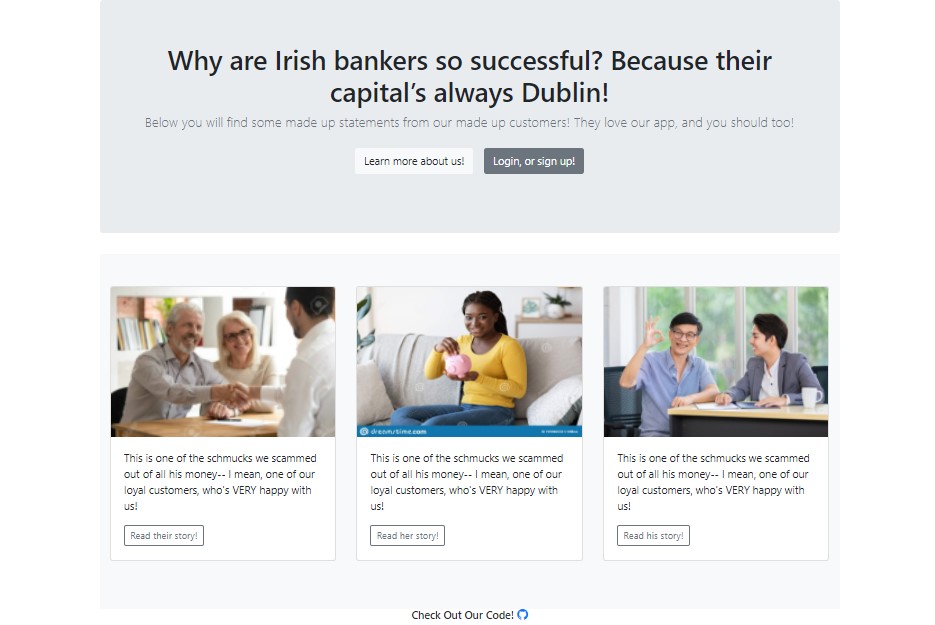 Why are Irish bankers so successful? Because their
capital’s always Dublin!
Below you will find some made up statements from our made up customers! They love our app, and you should too!
Learn more about us!
Login, or sign up!
dreamstime.com
This is one of the schmucks we scammed
out of all his money-- I mean, one of our
loyal customers, who's VERY happy with
us!
Read their story!
This is one of the schmucks we scammed
out of all his money-- I mean, one of our
loyal customers, who's VERY happy with
us!
Read her story!
This is one of the schmucks we scammed
out of all his money-- I mean, one of our
loyal customers, who's VERY happy with
us!
Read his story!
Check Out Our Code!